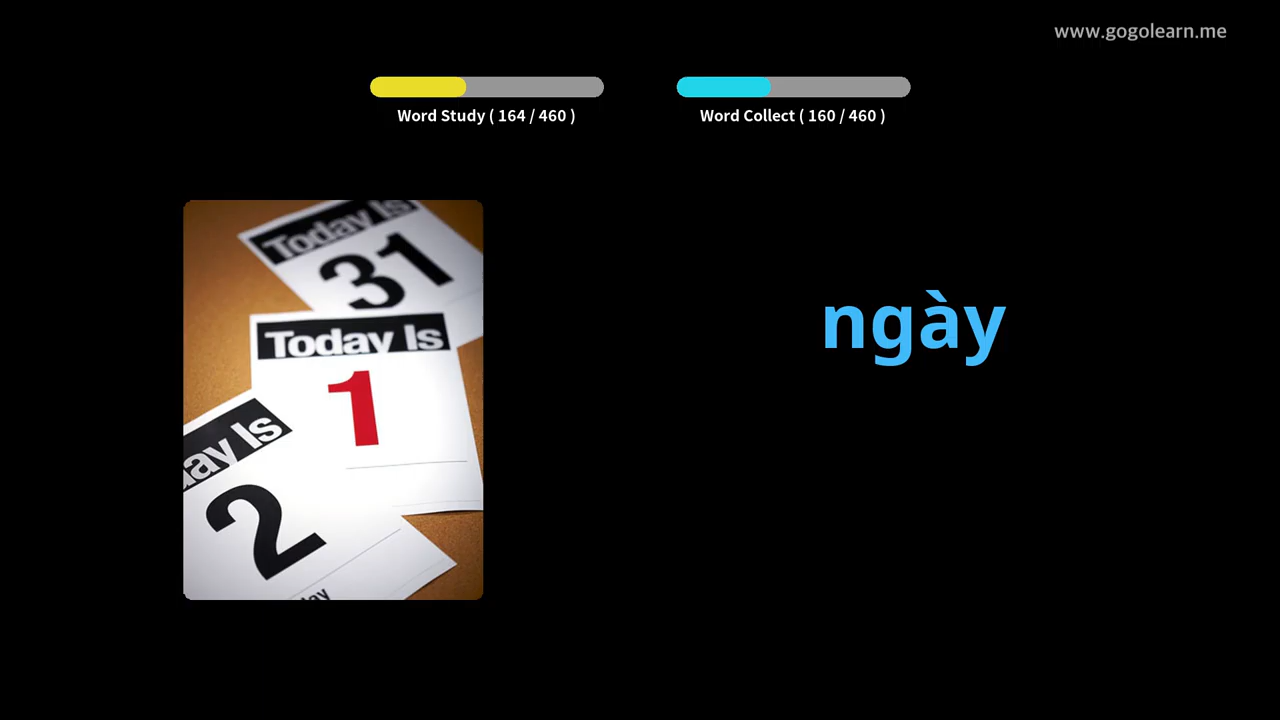 www.gogolearn.me
Word Study ( 164 / 460 )
Word Collect ( 160 / 460 )
Today Is
31
Today Is
1
ay Is
2
ay
ngày